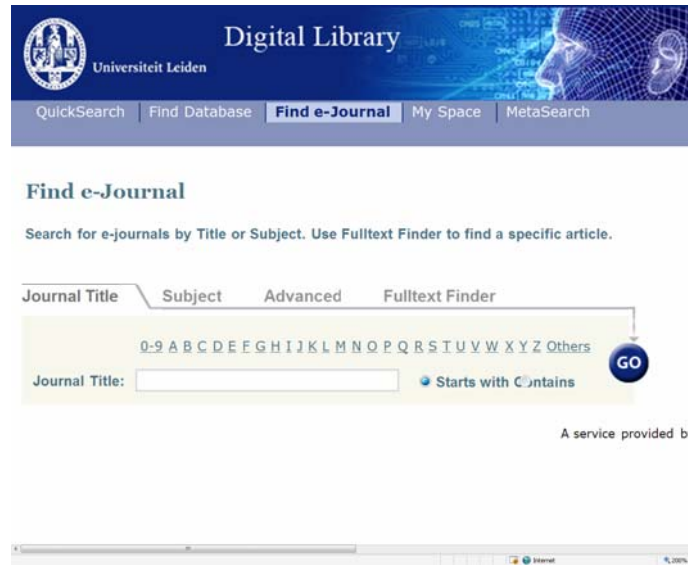 Digital Library
Universiteit Leiden
QuickSearch Find Database Find e-Journal My Space MetaSearch
Find e-Journal
Search for e-journals by Title or Subject. Use Fulltext Finder to find a specific article.
Journal Title Subject Advanced Fulltext Finder
0-9 A B C D E F G H I J K L M N O P Q R S T U V W X Y Z Others
GO
Journal Title: Starts with Contains
A service provided b
Internet 200%